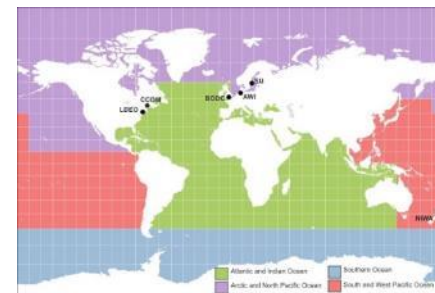 SU
CCOM
BODC
AWI
LDEO
NIWA
Atlantic and Indian Ocean
Southern Ocean
Arctic and North Pacific Ocean
South and West Pacific Ocean